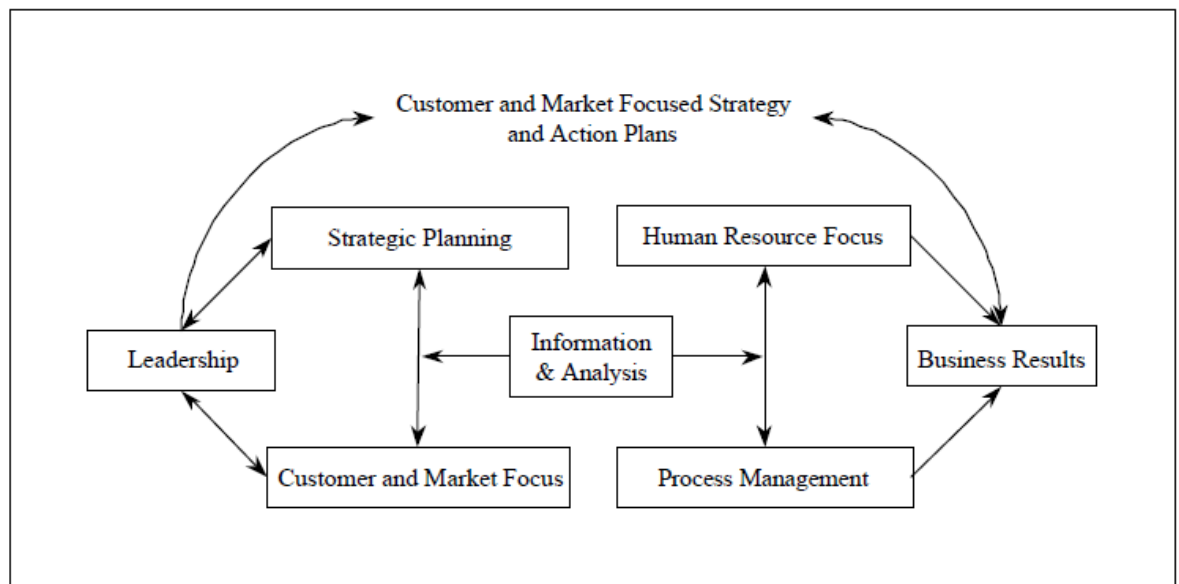 Customer and Market Focused Strategy
and Action Plans
Strategic Planning
Human Resource Focus
Information
& Analysis
Leadership
Business Results
Customer and Market Focus
Process Management